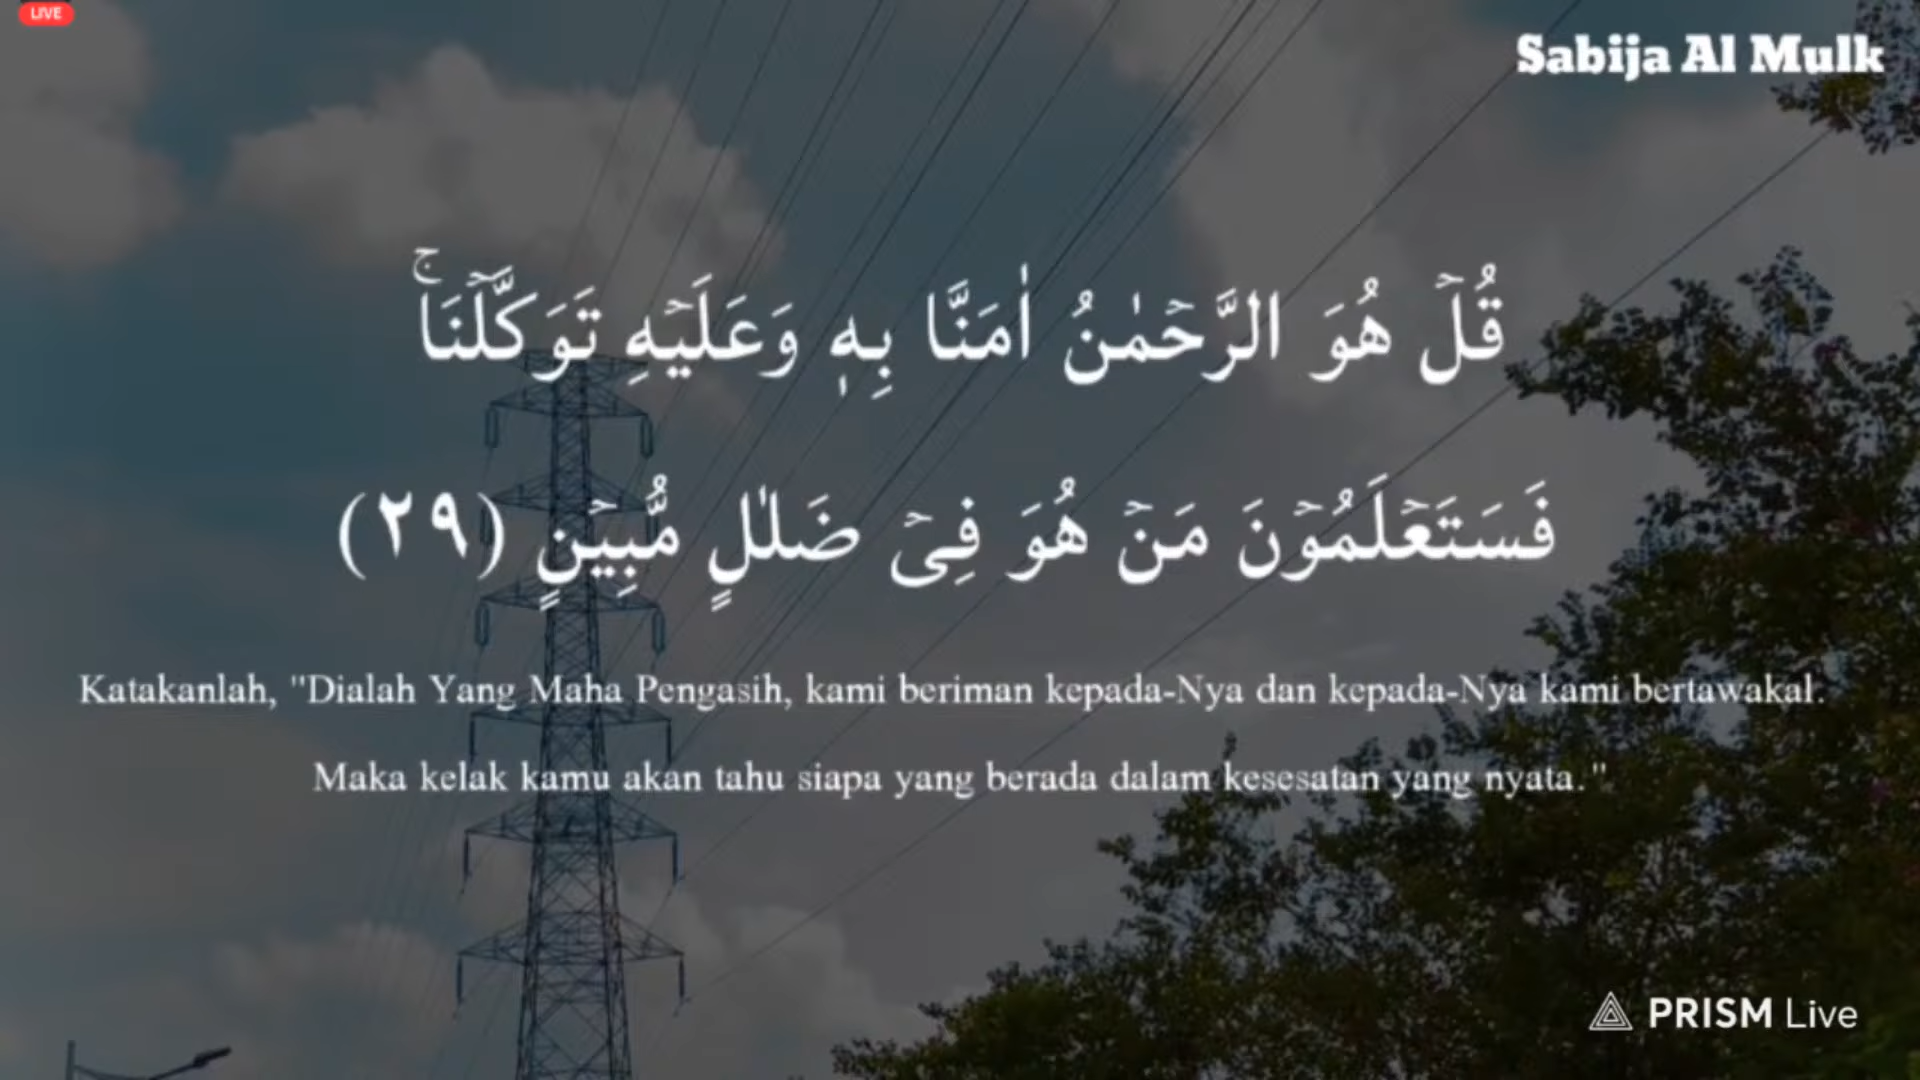 LIVE
Sabija Al Mulk
قُلۡ هُوَ الرَّحۡمٰنُ اٰمَنَّا بِهٖ وَعَلَيۡهِ تَوَكَّلۡنَا‌ۚ
فَسَتَعۡلَمُوۡنَ مَنۡ هُوَ فِىۡ ضَلٰلٍ مُّبِيۡنٍ (٢٩)
Katakanlah, "Dialah Yang Maha Pengasih, kami beriman kepada-Nya dan kepada-Nya kami bertawakal.
Maka kelak kamu akan tahu siapa yang berada dalam kesesatan yang nyata."
PRISM Live